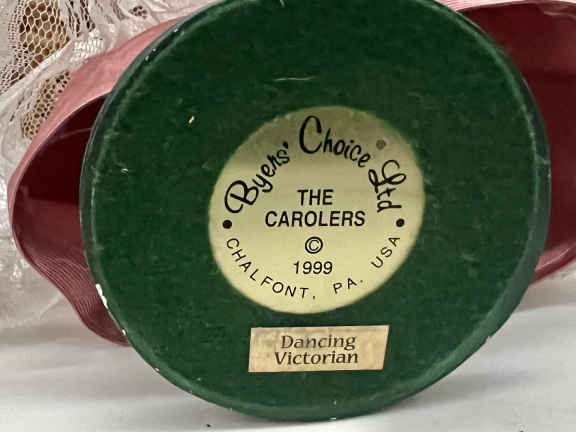 Byers' Choice Ltd
THE
CAROLERS
©
1999
CHALFONT, PA. USA
Dancing
Victorian